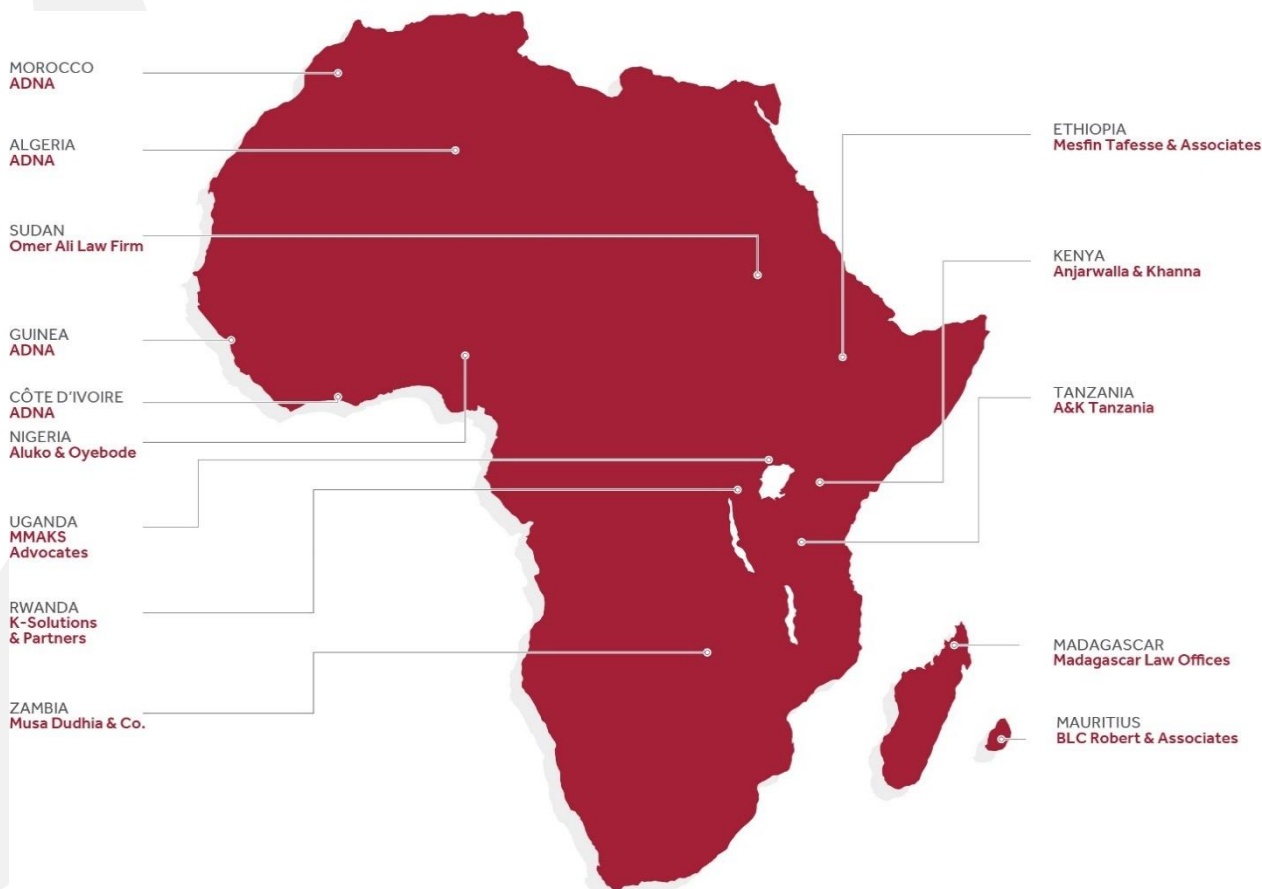 MOROCCO
ADNA
ALGERIA
ADNA
SUDAN
Omer Ali Law Firm
GUINEA
ADNA
CÔTE D'IVOIRE
ADNA
NIGERIA
Aluko & Oyebode
UGANDA
MMAKS
Advocates
RWANDA
K-Solutions
& Partners
ZAMBIA
Musa Dudhia & Co.
ETHIOPIA
Mesfin Tafesse & Associates
KENYA
Anjarwalla & Khanna
TANZANIA
A&K Tanzania
MADAGASCAR
Madagascar Law Offices
MAURITIUS
BLC Robert & Associates